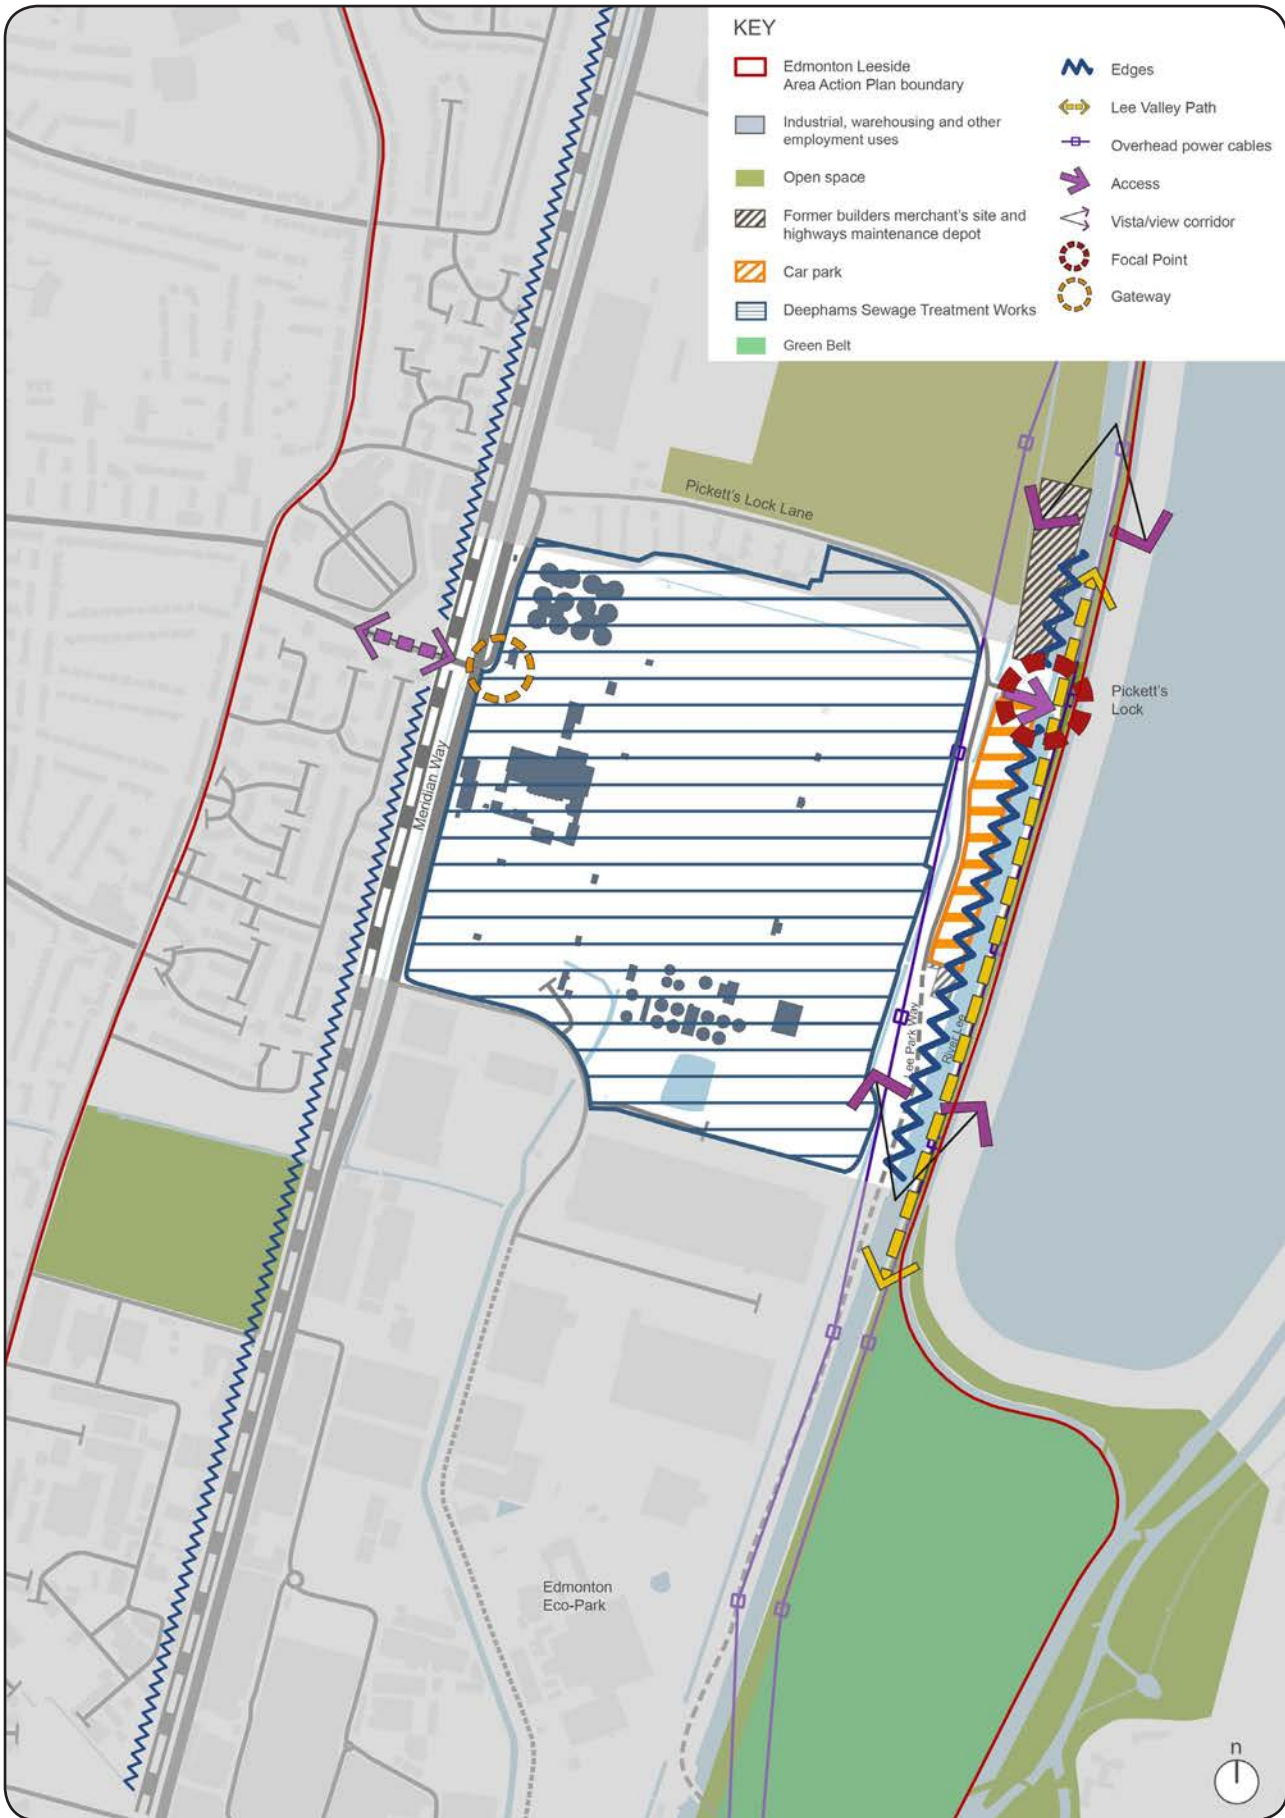 KEY
Edmonton Leeside
Area Action Plan boundary
Industrial, warehousing and other
employment uses
Open space
Former builders merchant's site and
highways maintenance depot
Car park
Deephams Sewage Treatment Works
Green Belt
Edges
Lee Valley Path
Overhead power cables
Access
Vista/view corridor
Focal Point
Gateway
Pickett's Lock Lane
Pickett's
Lock
Meridian Way
Lee Park Way
River Lee
Edmonton
Eco-Park
n